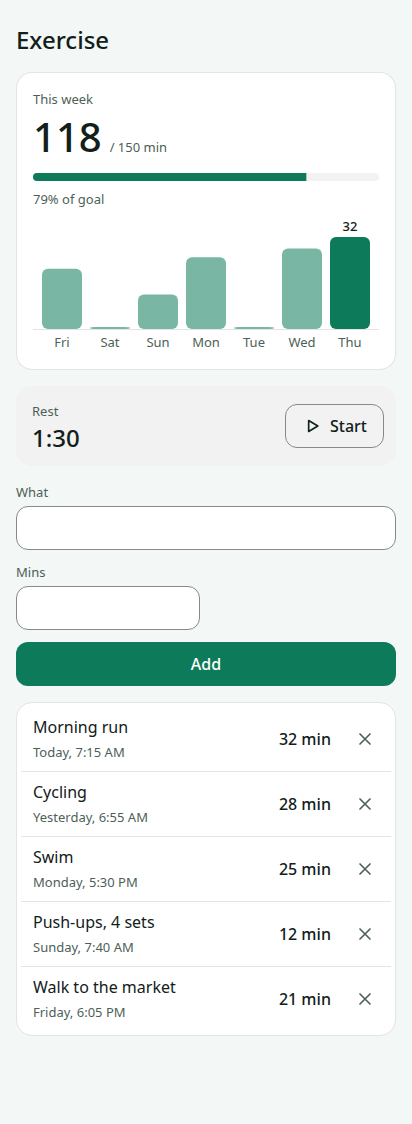 Exercise
This week
118 / 150 min
79% of goal
32
Fri Sat Sun Mon Tue Wed Thu
Rest
1:30
Start
What
Mins
Add
Morning run
Today, 7:15 AM
32 min
Cycling
Yesterday, 6:55 AM
28 min
Swim
Monday, 5:30 PM
25 min
Push-ups, 4 sets
Sunday, 7:40 AM
12 min
Walk to the market
Friday, 6:05 PM
21 min